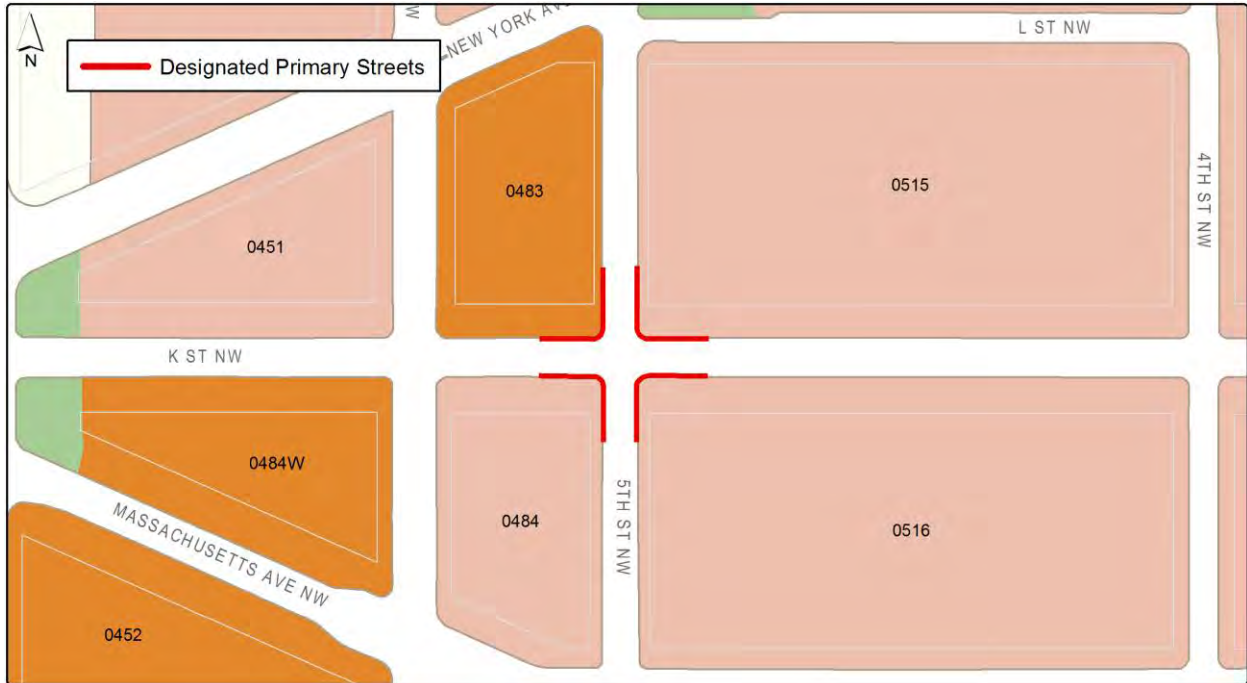 W
NEW YORK AVE
L ST NW
N
Designated Primary Streets
0483
0515
4TH ST NW
0451
K ST NW
0484W
0484
5TH ST NW
0516
MASSACHUSETTS AVE NW
0452